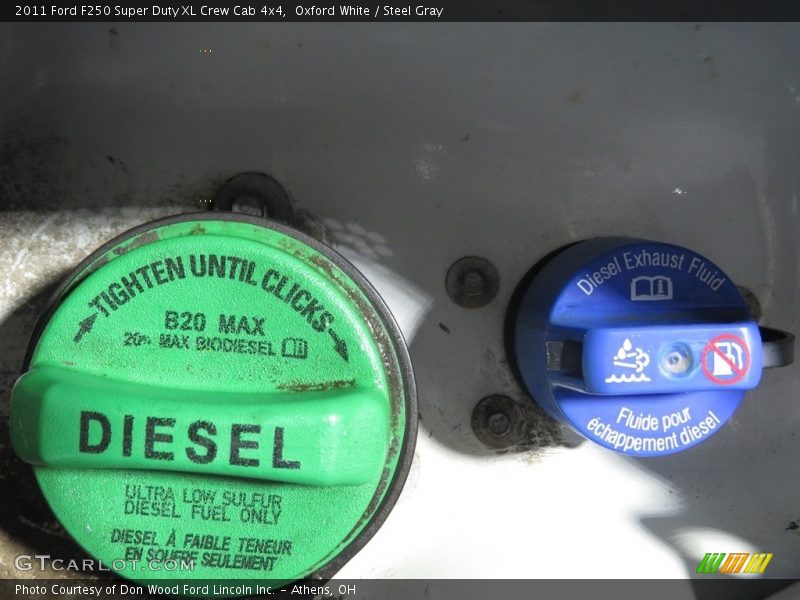 2011 Ford F250 Super Duty XL Crew Cab 4x4,  Oxford White / Steel Gray
TIGHTEN UNTIL CLICKS
B20 MAX
20% MAX BIODIESEL
DIESEL
ULTRA LOW SULFUR
DIESEL FUEL ONLY
DIESEL À FAIBLE TENEUR
EN SOUFRE SEULEMENT
Diesel Exhaust Fluid
Fluide pour
échappement diesel
GTCARLOT.COM
Photo Courtesy of Don Wood Ford Lincoln Inc. - Athens, OH